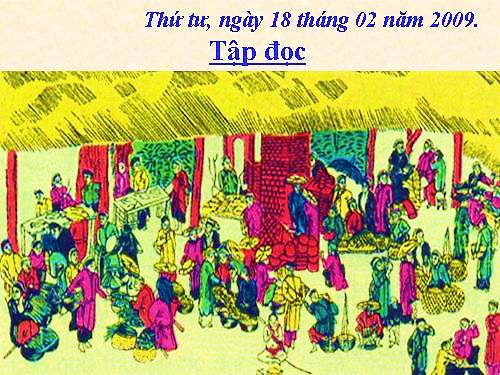 Thứ tư, ngày 18 tháng 02 năm 2009.
Tập đọc